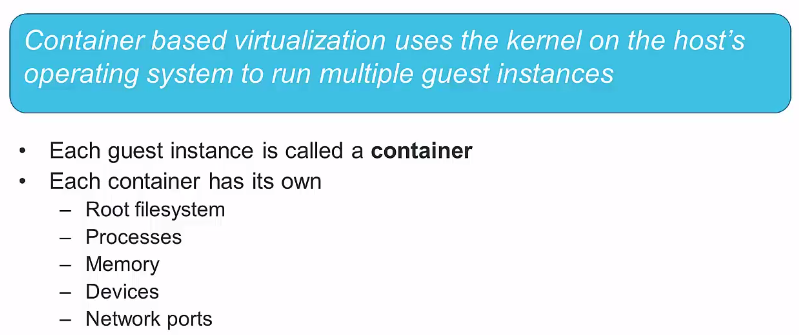 Container based virtualization uses the kernel on the host's
operating system to run multiple guest instances
• Each guest instance is called a container
• Each container has its own
– Root filesystem
– Processes
– Memory
– Devices
– Network ports